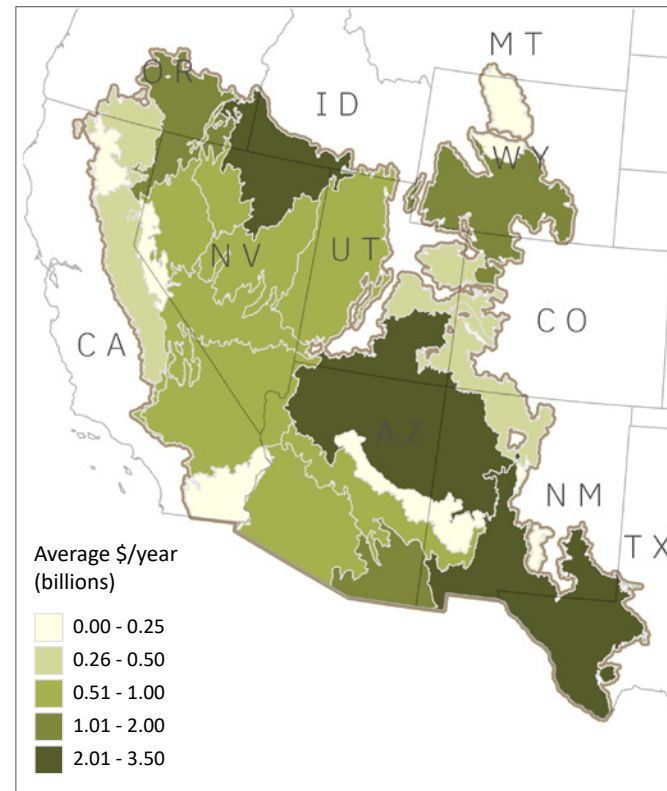 MT
OR
ID
WY
NV
UT
CA
CO
AZ
NM
TX
Average $/year
(billions)
0.00 - 0.25
0.26 - 0.50
0.51 - 1.00
1.01 - 2.00
2.01 - 3.50